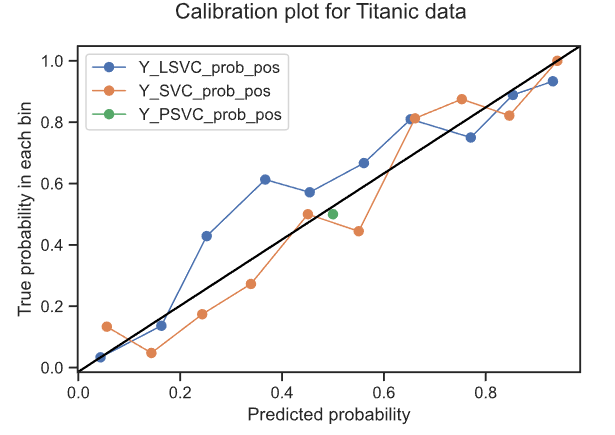 Calibration plot for Titanic data
Y_LSVC_prob_pos
Y_SVC_prob_pos
Y_PSVC_prob_pos
True probability in each bin
1.0
0.8
0.6
0.4
0.2
0.0
0.0 0.2 0.4 0.6 0.8
Predicted probability